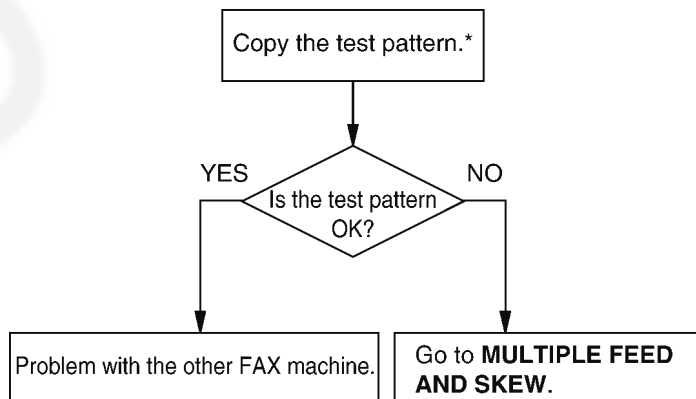 Copy the test pattern.*
YES
NO
Is the test pattern
OK?
Problem with the other FAX machine.
Go to MULTIPLE FEED
AND SKEW.